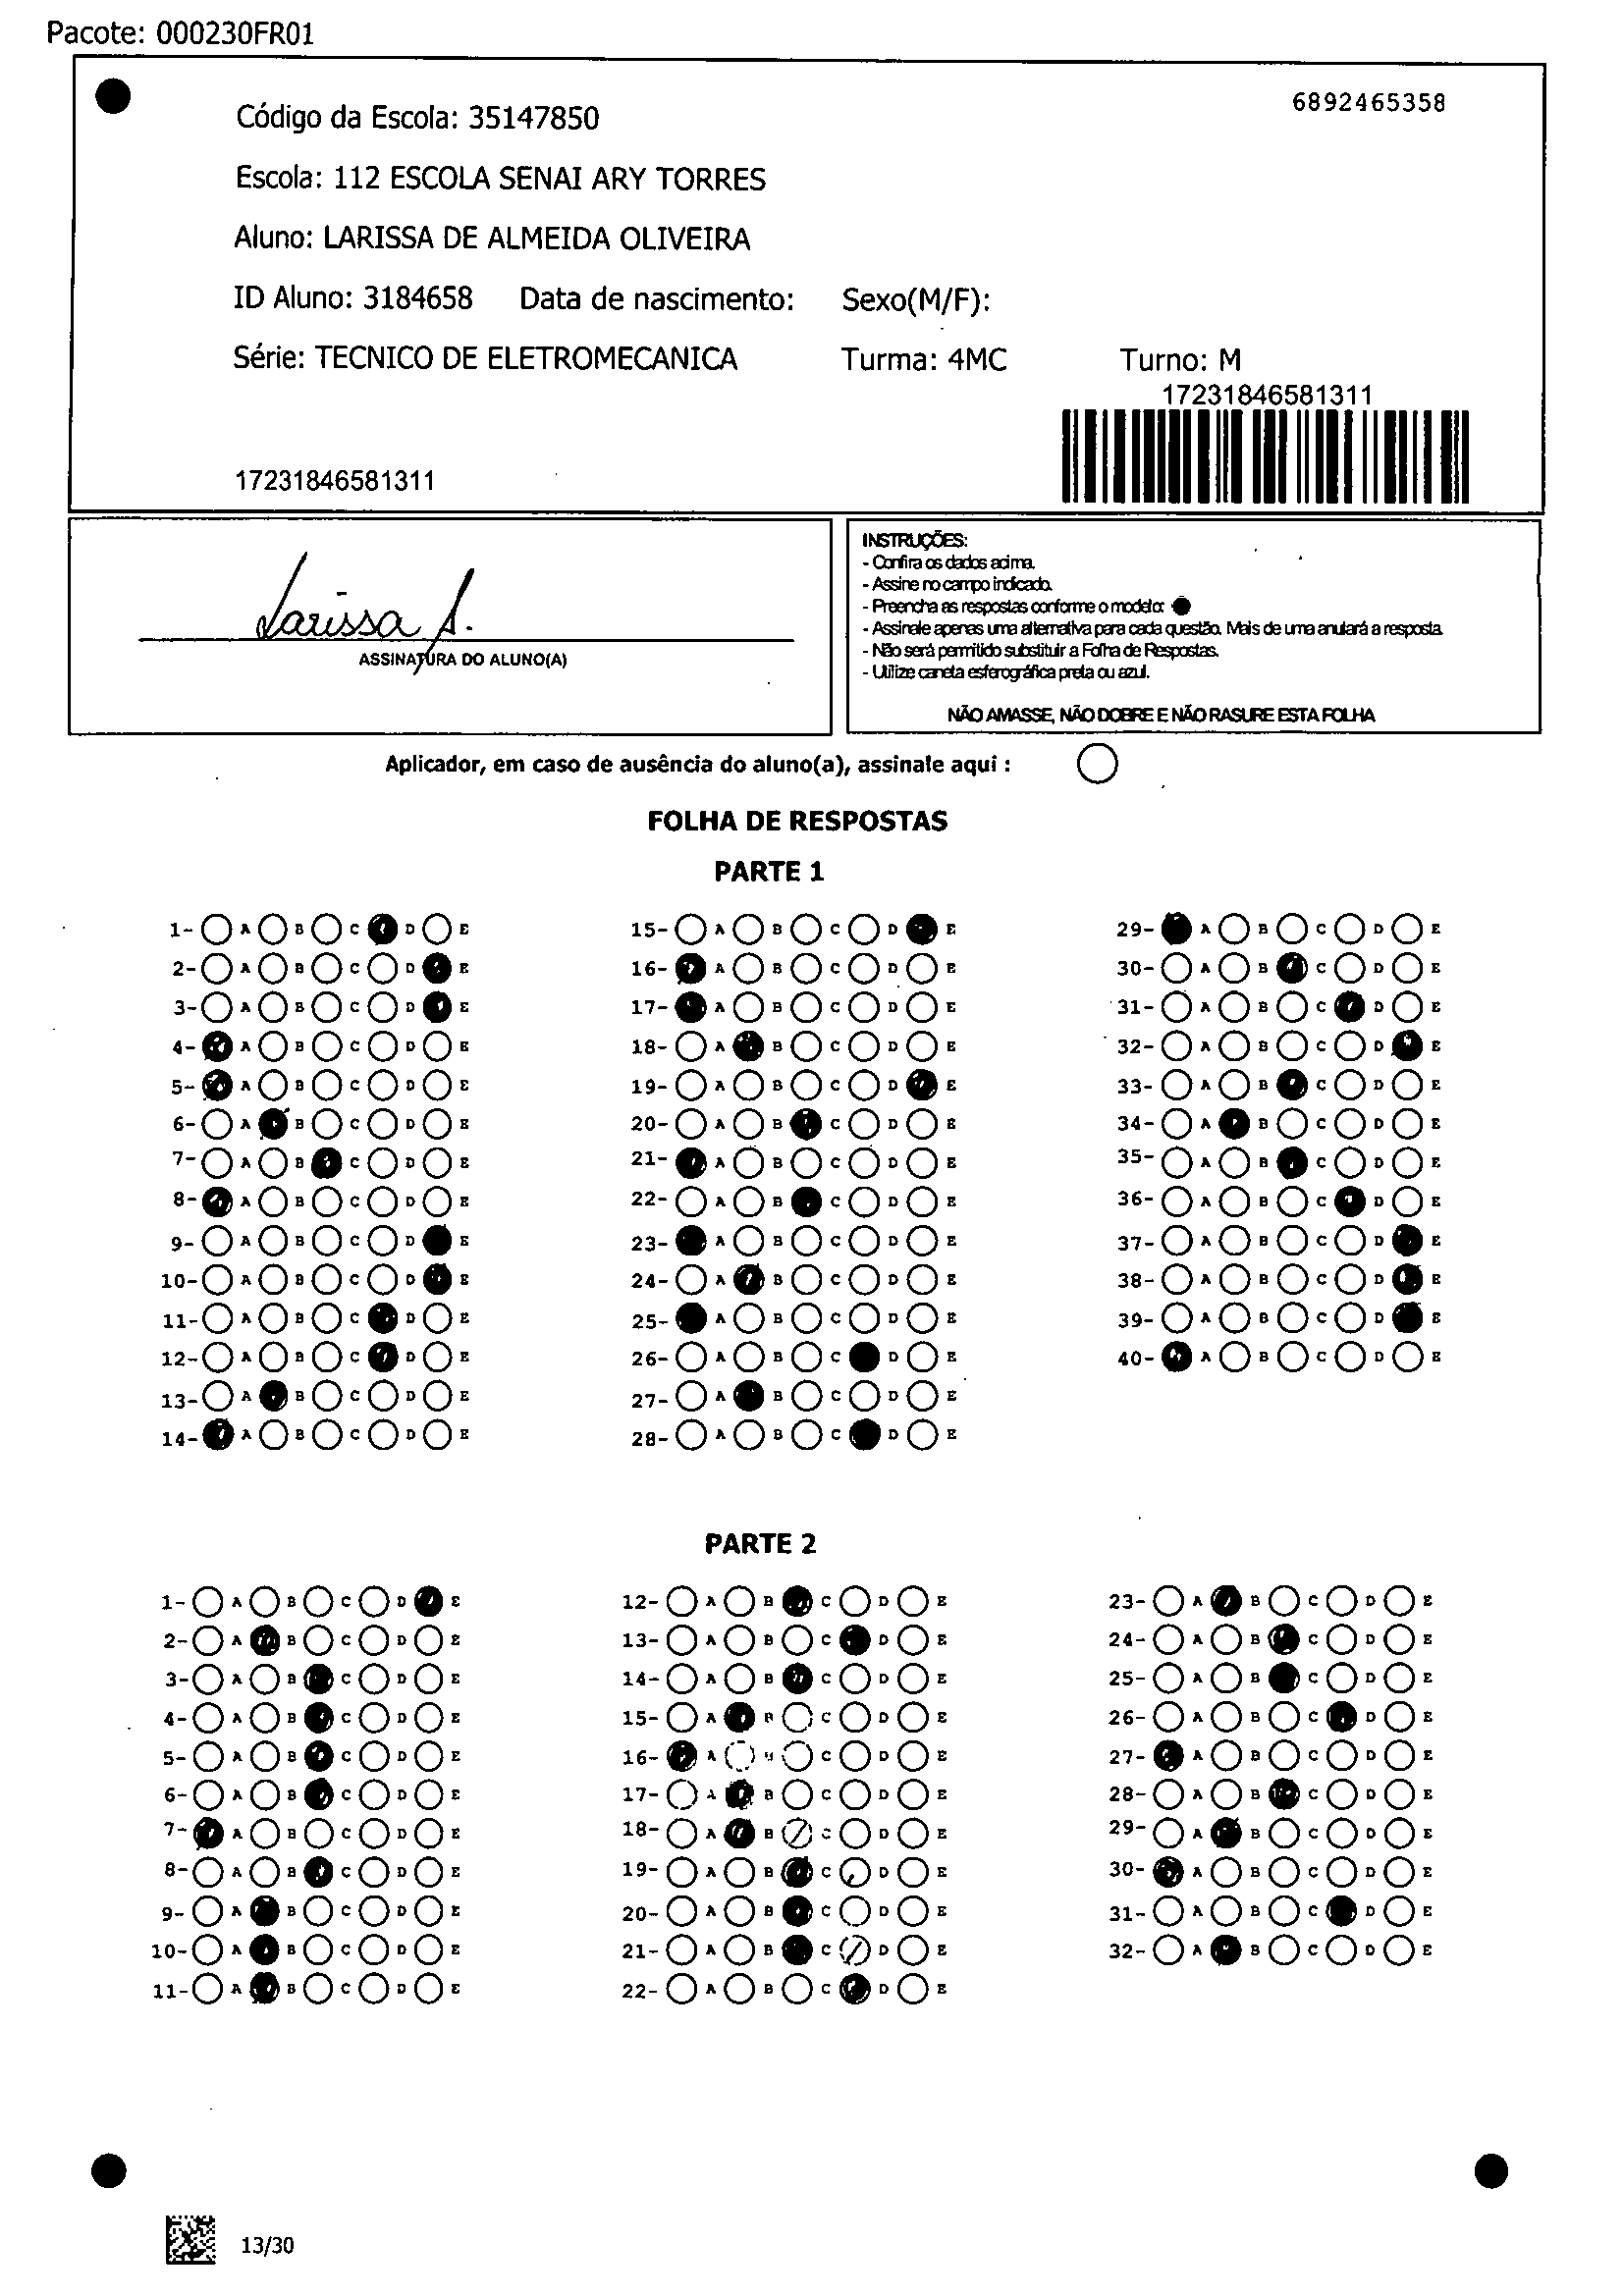 Pacote: 000230FR01
6892465358
Código da Escola: 35147850
Escola: 112 ESCOLA SENAI ARY TORRES
Aluno: LARISSA DE ALMEIDA OLIVEIRA
ID Aluno: 3184658 Data de nascimento: Sexo(M/F):
Série: TECNICO DE ELETROMECANICA Turma: 4MC Turno: M
17231846581311
17231846581311
Larissa A.
ASSINATURA DO ALUNO(A)
INSTRUÇÕES:
- Confira os dados acima.
- Assine no campo indicado.
- Preencha as respostas conforme o modelo:
- Assinale apenas uma alternativa para cada questão. Mais de uma anulará a resposta.
- Não será permitido substituir a Folha de Respostas.
- Utilize caneta esferográfica preta ou azul.
NÃO AMASSE, NÃO DOBRE E NÃO RASURE ESTA FOLHA
Aplicador, em caso de ausência do aluno(a), assinale aqui :
FOLHA DE RESPOSTAS
PARTE 1
1- A B C D E 15- A B C D E 29- A B C D E
2- A B C D E 16- A B C D E 30- A B C D E
3- A B C D E 17- A B C D E 31- A B C D E
4- A B C D E 18- A B C D E 32- A B C D E
5- A B C D E 19- A B C D E 33- A B C D E
6- A B C D E 20- A B C D E 34- A B C D E
7- A B C D E 21- A B C D E 35- A B C D E
8- A B C D E 22- A B C D E 36- A B C D E
9- A B C D E 23- A B C D E 37- A B C D E
10- A B C D E 24- A B C D E 38- A B C D E
11- A B C D E 25- A B C D E 39- A B C D E
12- A B C D E 26- A B C D E 40- A B C D E
13- A B C D E 27- A B C D E
14- A B C D E 28- A B C D E
PARTE 2
1- A B C D E 12- A B C D E 23- A B C D E
2- A B C D E 13- A B C D E 24- A B C D E
3- A B C D E 14- A B C D E 25- A B C D E
4- A B C D E 15- A B C D E 26- A B C D E
5- A B C D E 16- A B C D E 27- A B C D E
6- A B C D E 17- A B C D E 28- A B C D E
7- A B C D E 18- A B C D E 29- A B C D E
8- A B C D E 19- A B C D E 30- A B C D E
9- A B C D E 20- A B C D E 31- A B C D E
10- A B C D E 21- A B C D E 32- A B C D E
11- A B C D E 22- A B C D E
13/30